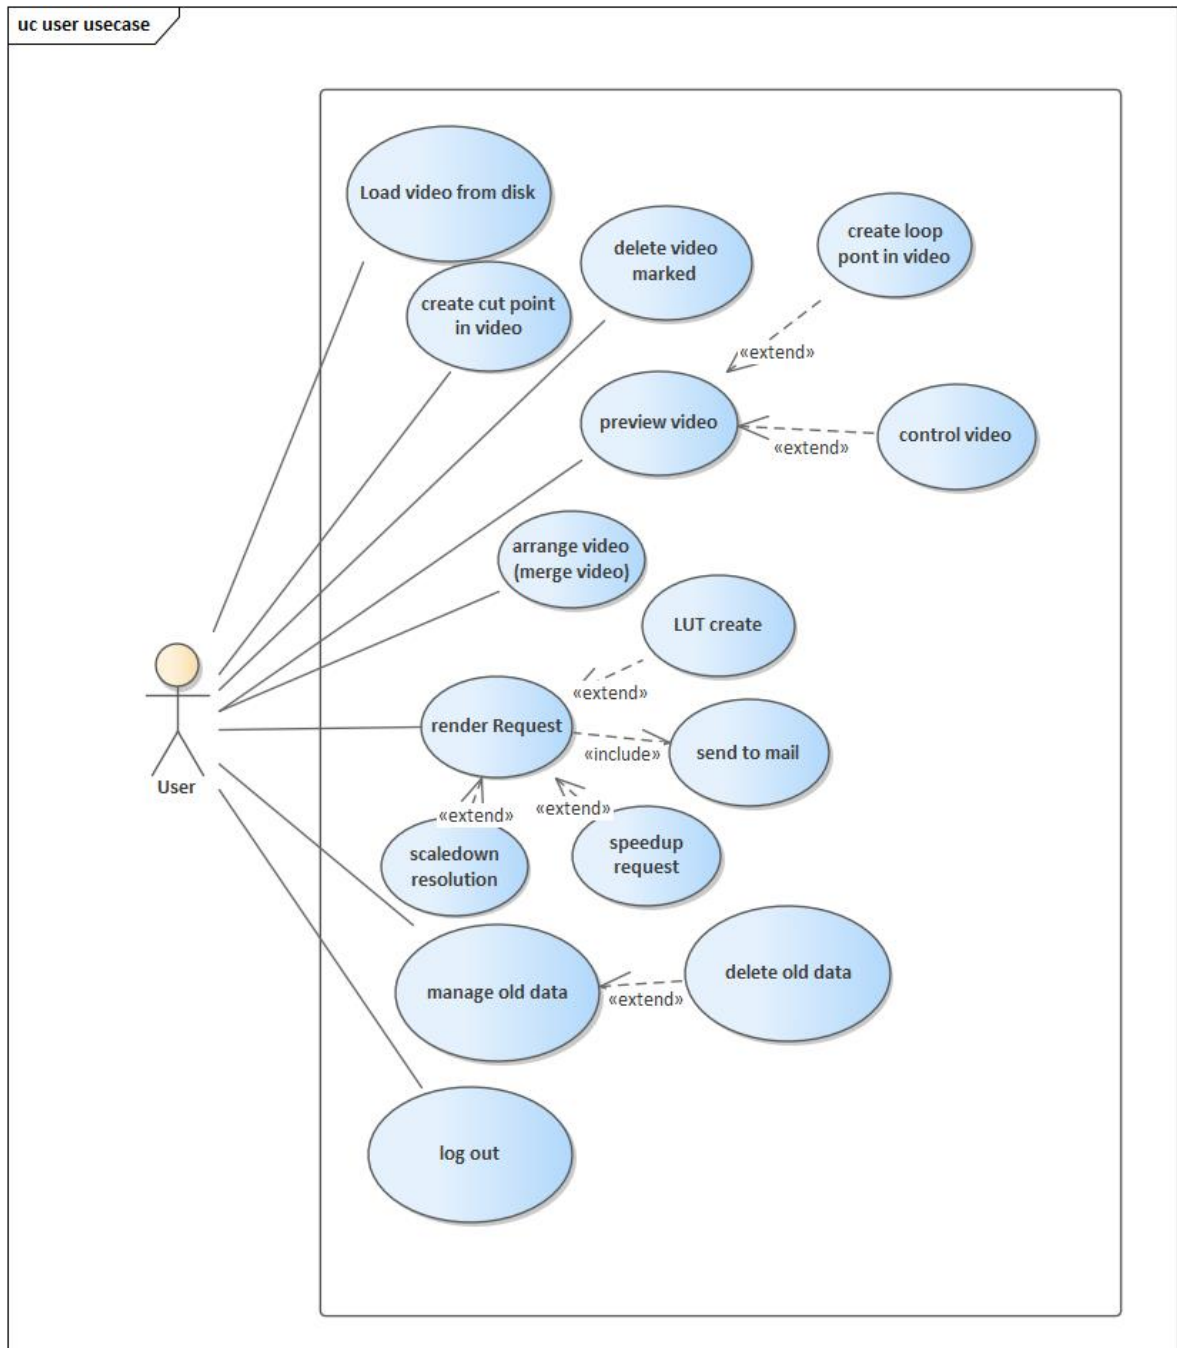 uc user usecase
Load video from disk
delete video
marked
create loop
pont in video
create cut point
in video
«extend»
preview video
control video
«extend»
arrange video
(merge video)
LUT create
«extend»
render Request
send to mail
«include»
User
«extend»
«extend»
scaledown
resolution
speedup
request
manage old data
delete old data
«extend»
log out